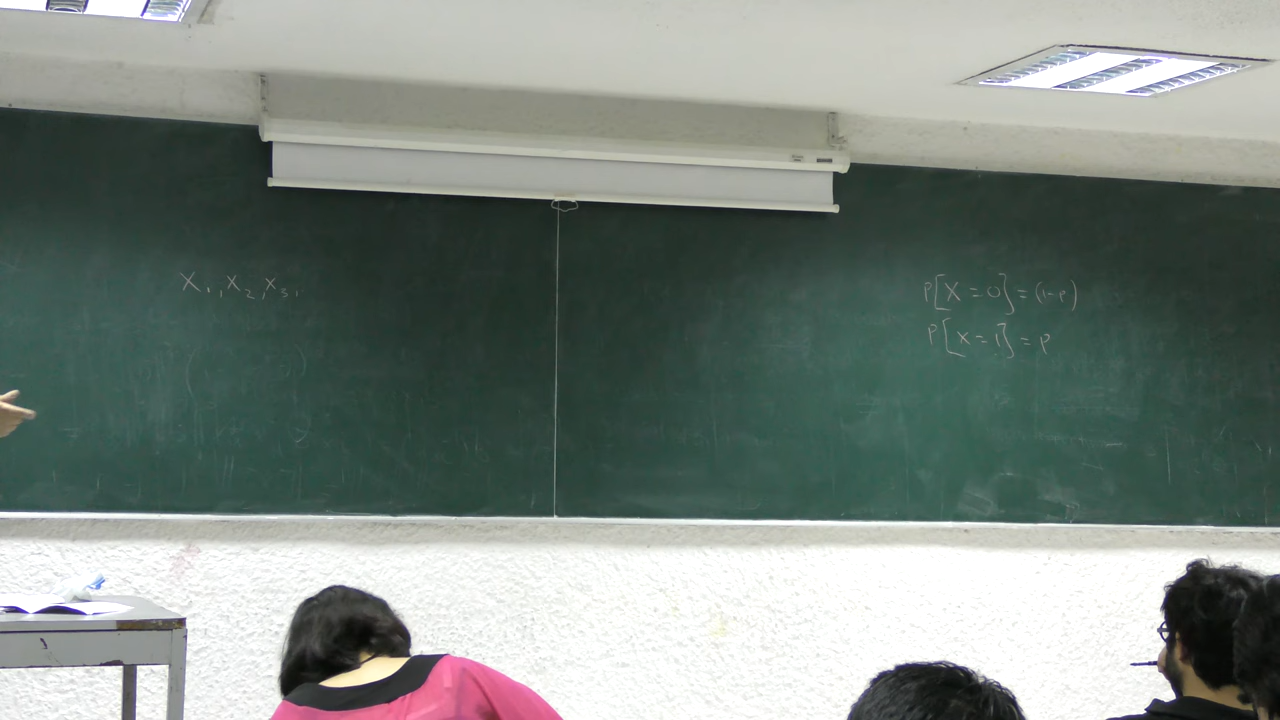 X₁, X₂, X₃,
P[X = 0] = (1-P)
P[X = 1] = P